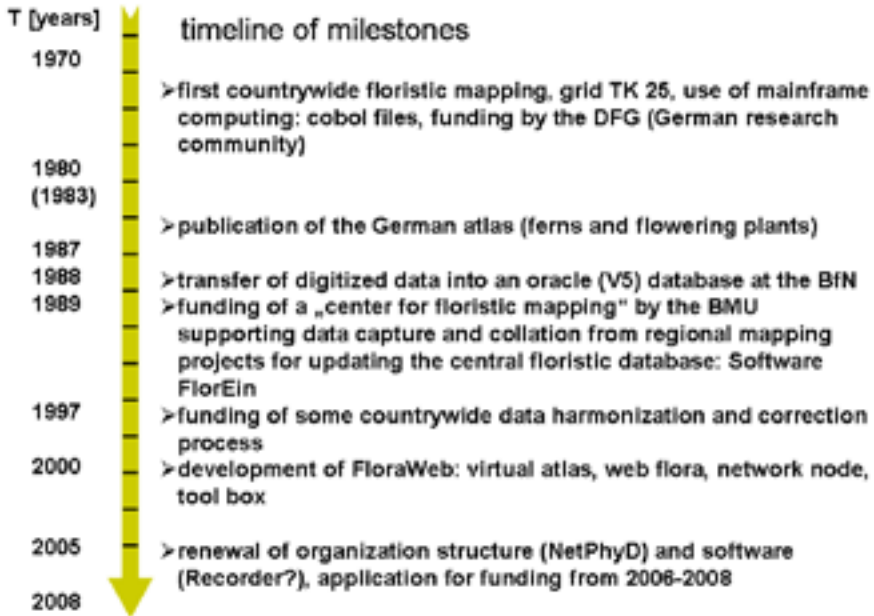 T [years]
timeline of milestones
1970
➢first countrywide floristic mapping, grid TK 25, use of mainframe
computing: cobol files, funding by the DFG (German research
community)
1980
(1983)
➢publication of the German atlas (ferns and flowering plants)
1987
1988 ➢transfer of digitized data into an oracle (V5) database at the BfN
1989 ➢funding of a „center for floristic mapping“ by the BMU
supporting data capture and collation from regional mapping
projects for updating the central floristic database: Software
FlorEin
1997 ➢funding of some countrywide data harmonization and correction
process
2000 ➢development of FloraWeb: virtual atlas, web flora, network node,
tool box
2005 ➢renewal of organization structure (NetPhyD) and software
(Recorder?), application for funding from 2006-2008
2008